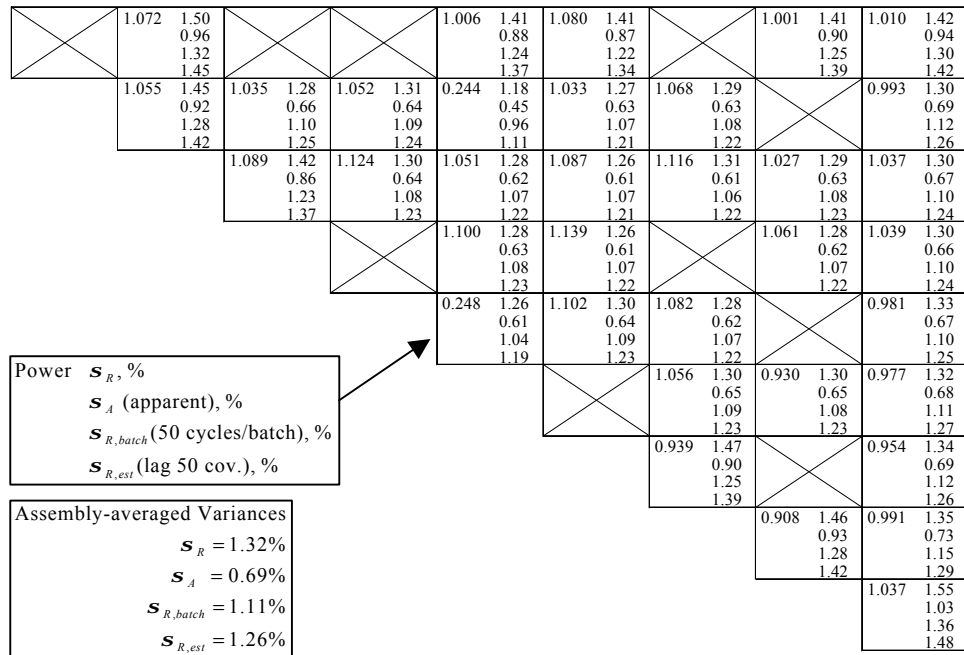 1.072 1.50 1.006 1.41 1.080 1.41 1.001 1.41 1.010 1.42
0.96 0.88 0.87 0.90 0.94
1.32 1.24 1.22 1.25 1.30
1.45 1.37 1.34 1.39 1.42
1.055 1.45 1.035 1.28 1.052 1.31 0.244 1.18 1.033 1.27 1.068 1.29 0.993 1.30
0.92 0.66 0.64 0.45 0.63 0.63 0.69
1.28 1.10 1.09 0.96 1.07 1.08 1.12
1.42 1.25 1.24 1.11 1.21 1.22 1.26
1.089 1.42 1.124 1.30 1.051 1.28 1.087 1.26 1.116 1.31 1.027 1.29 1.037 1.30
0.86 0.64 0.62 0.61 0.61 0.63 0.67
1.23 1.08 1.07 1.07 1.06 1.08 1.10
1.37 1.23 1.22 1.21 1.22 1.23 1.24
1.100 1.28 1.139 1.26 1.061 1.28 1.039 1.30
0.63 0.61 0.62 0.66
1.08 1.07 1.07 1.10
1.23 1.22 1.22 1.24
0.248 1.26 1.102 1.30 1.082 1.28 0.981 1.33
0.61 0.64 0.62 0.67
1.04 1.09 1.07 1.10
1.19 1.23 1.22 1.25
1.056 1.30 0.930 1.30 0.977 1.32
0.65 0.65 0.68
1.09 1.08 1.11
1.23 1.23 1.27
0.939 1.47 0.954 1.34
0.90 0.69
1.25 1.12
1.39 1.26
0.908 1.46 0.991 1.35
0.93 0.73
1.28 1.15
1.42 1.29
1.037 1.55
1.03
1.36
1.48
Power s_R, %
s_A (apparent), %
s_R,batch (50 cycles/batch), %
s_R,est (lag 50 cov.), %
Assembly-averaged Variances
s_R = 1.32%
s_A = 0.69%
s_R,batch = 1.11%
s_R,est = 1.26%